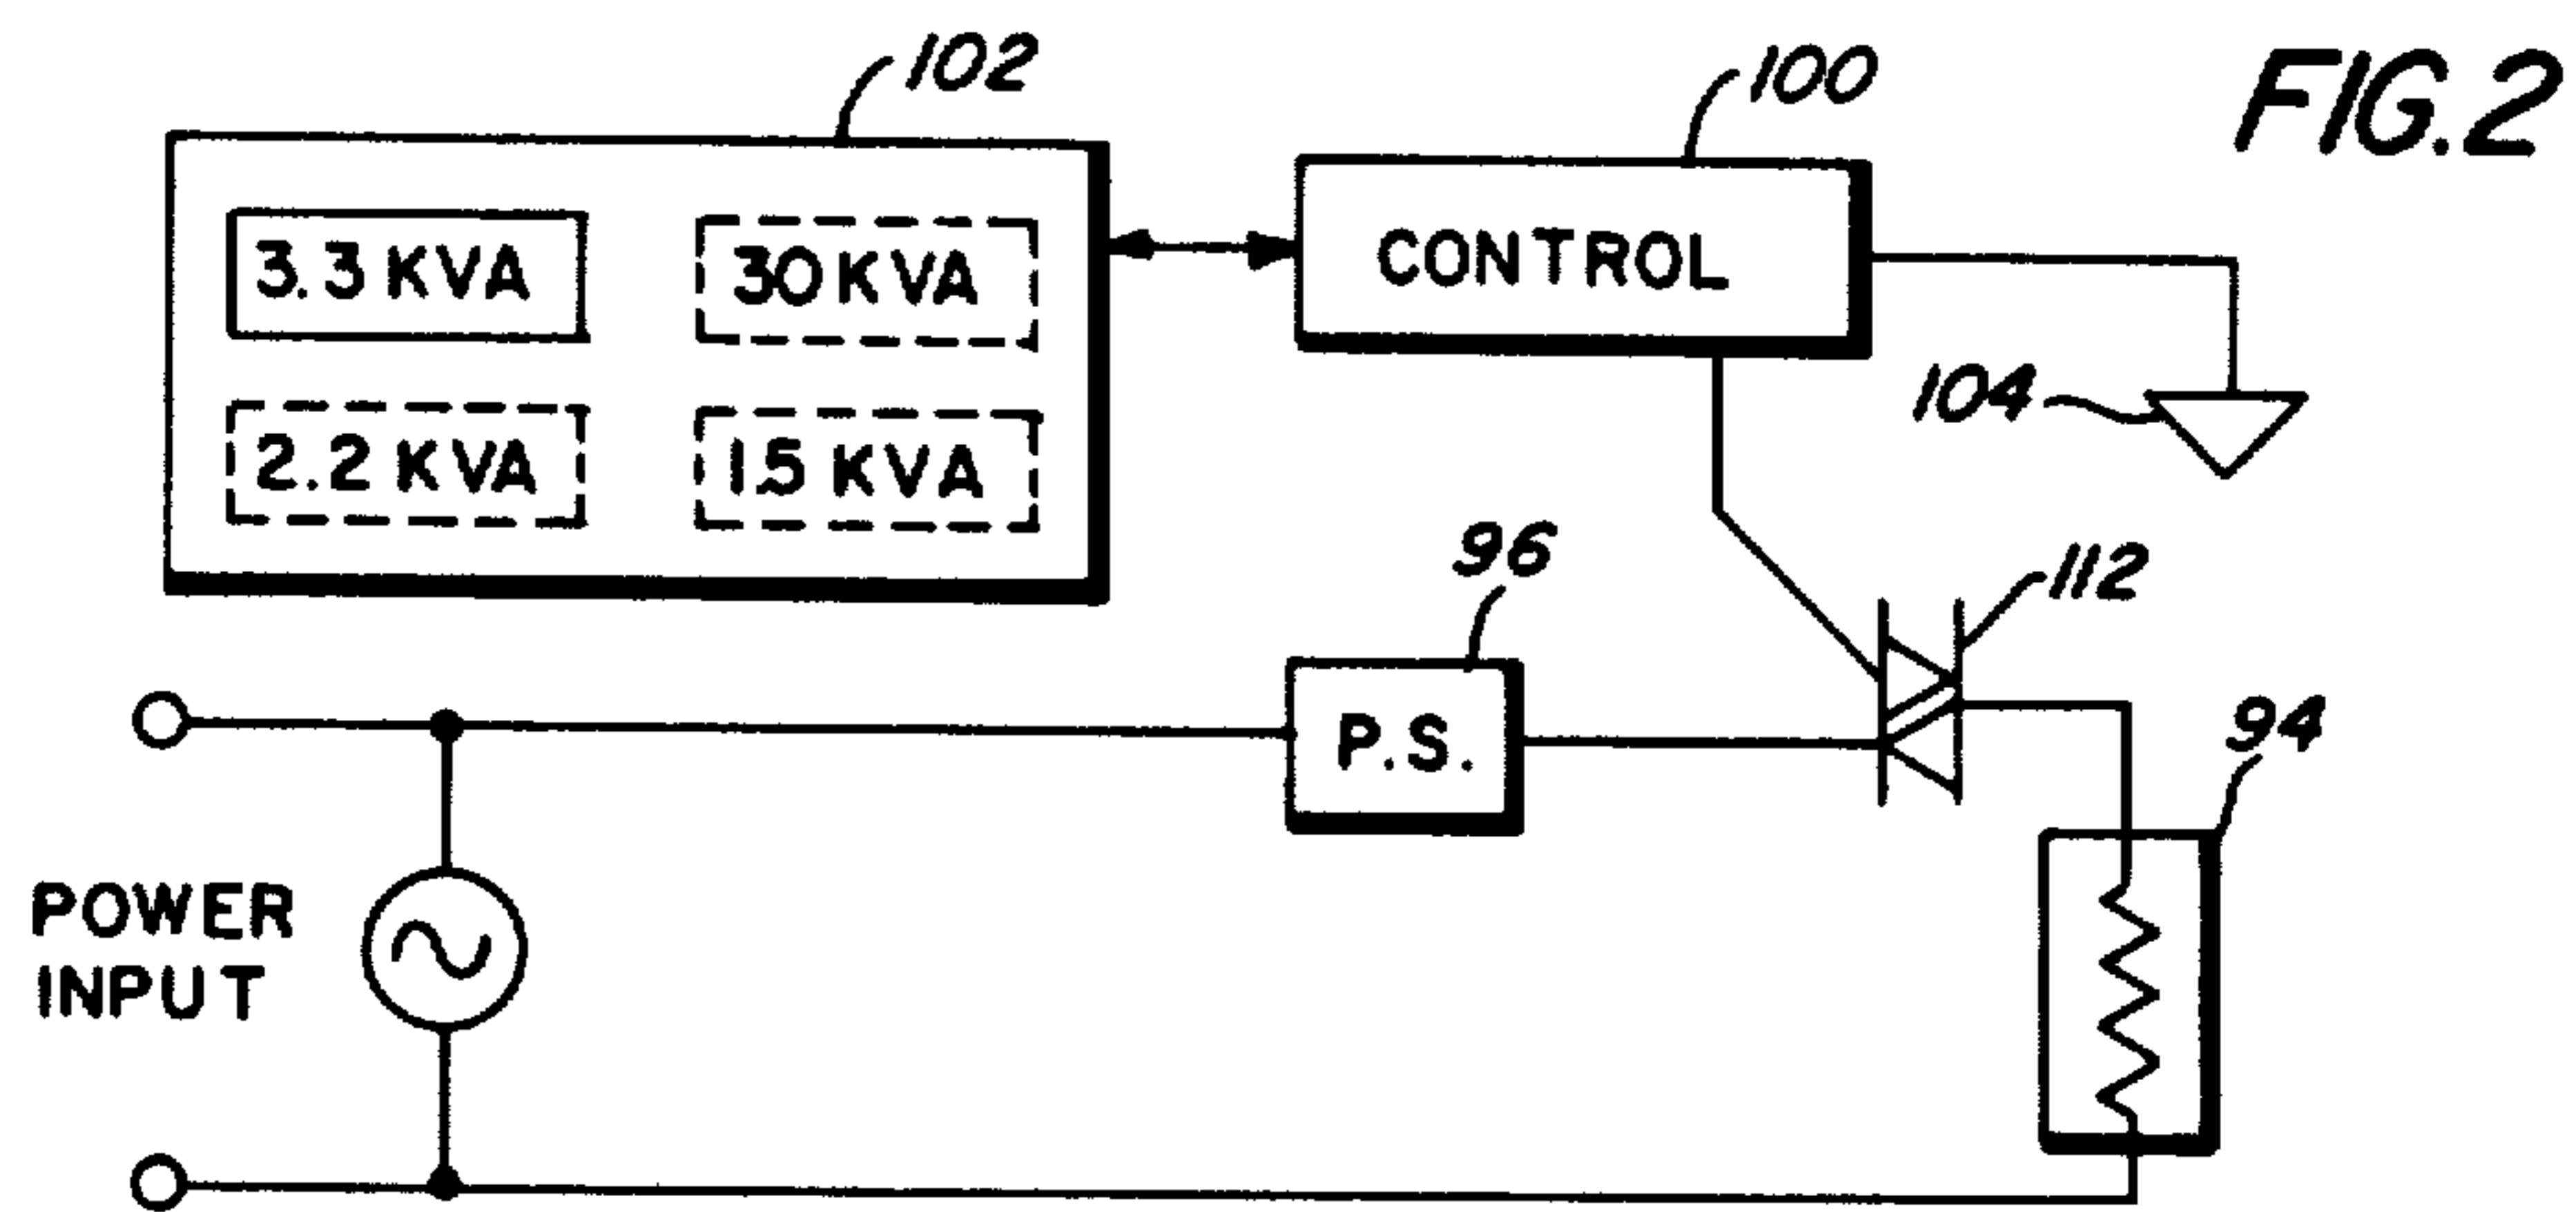 102
100
FIG.2
3.3 KVA
30 KVA
CONTROL
104
2.2 KVA
1.5 KVA
96
112
P.S.
94
POWER
INPUT